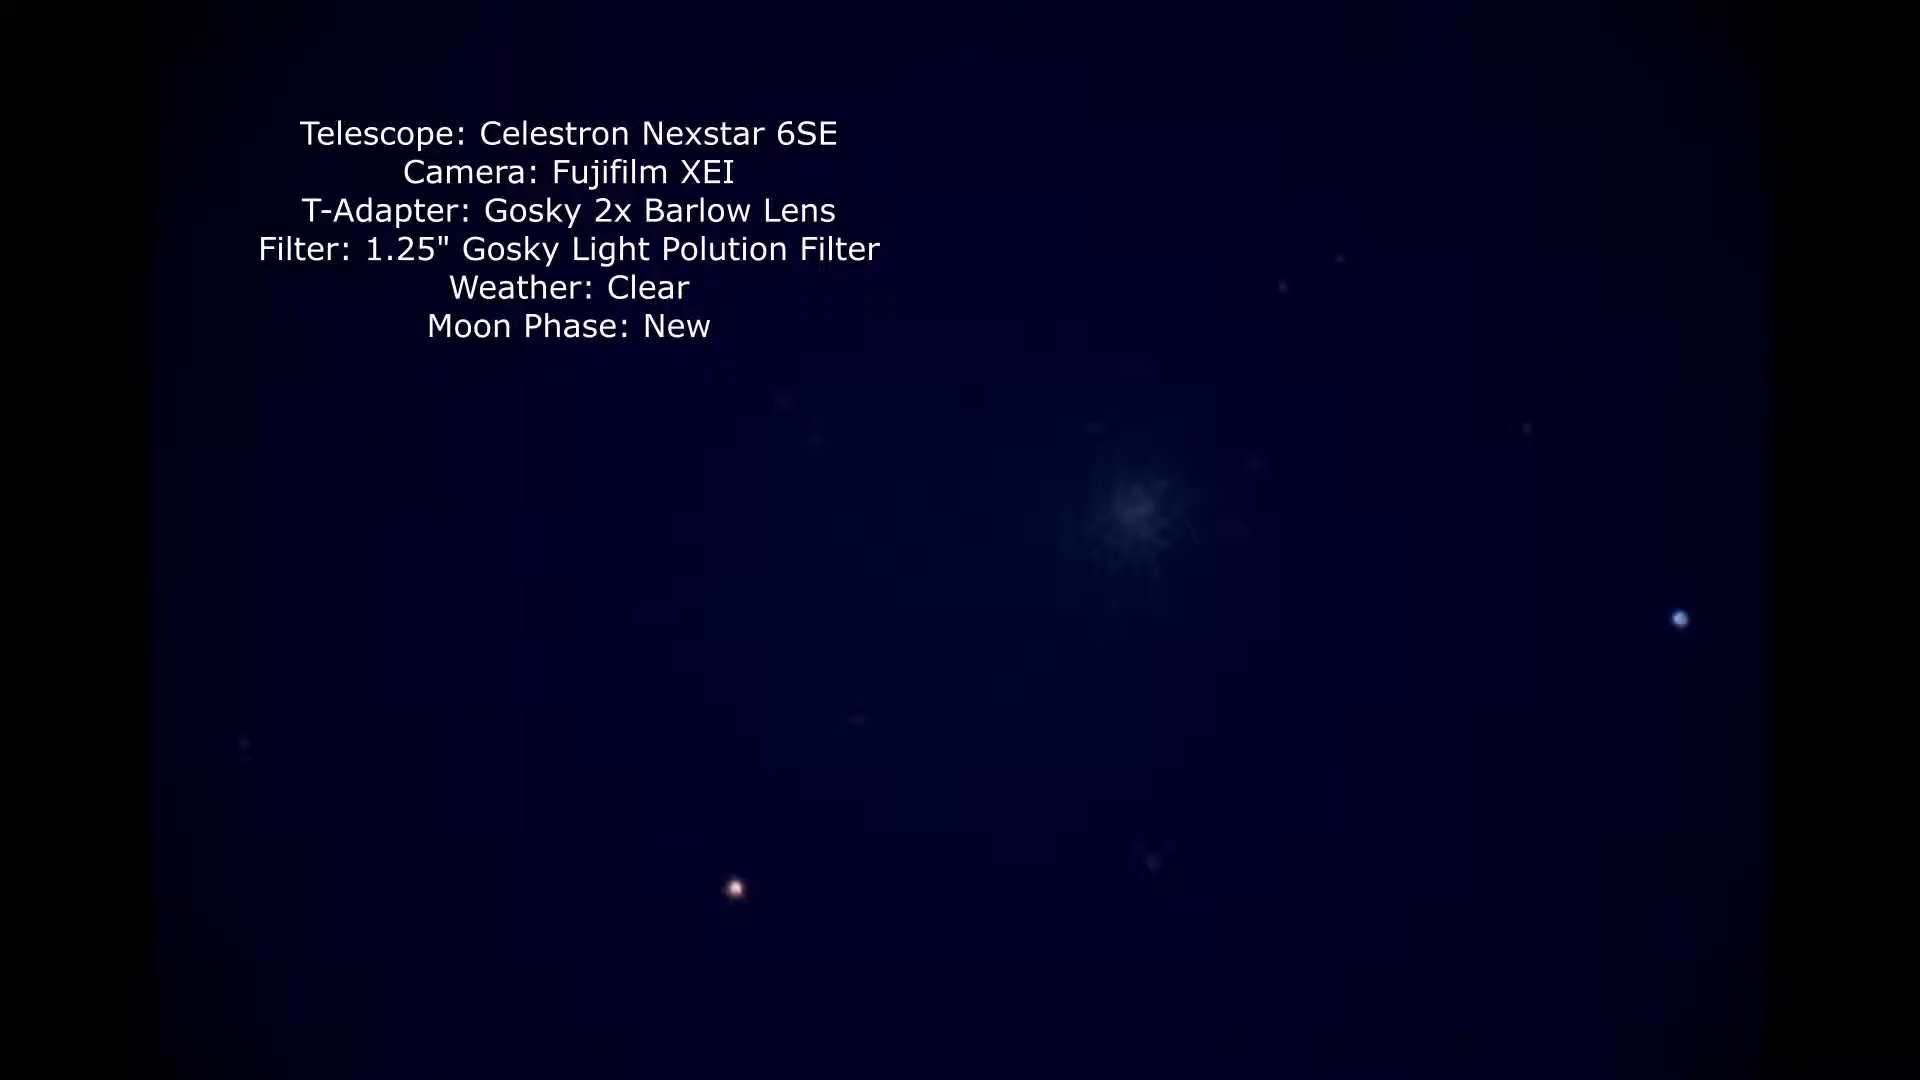 Telescope: Celestron Nexstar 6SE
Camera: Fujifilm XEI
T-Adapter: Gosky 2x Barlow Lens
Filter: 1.25" Gosky Light Polution Filter
Weather: Clear
Moon Phase: New